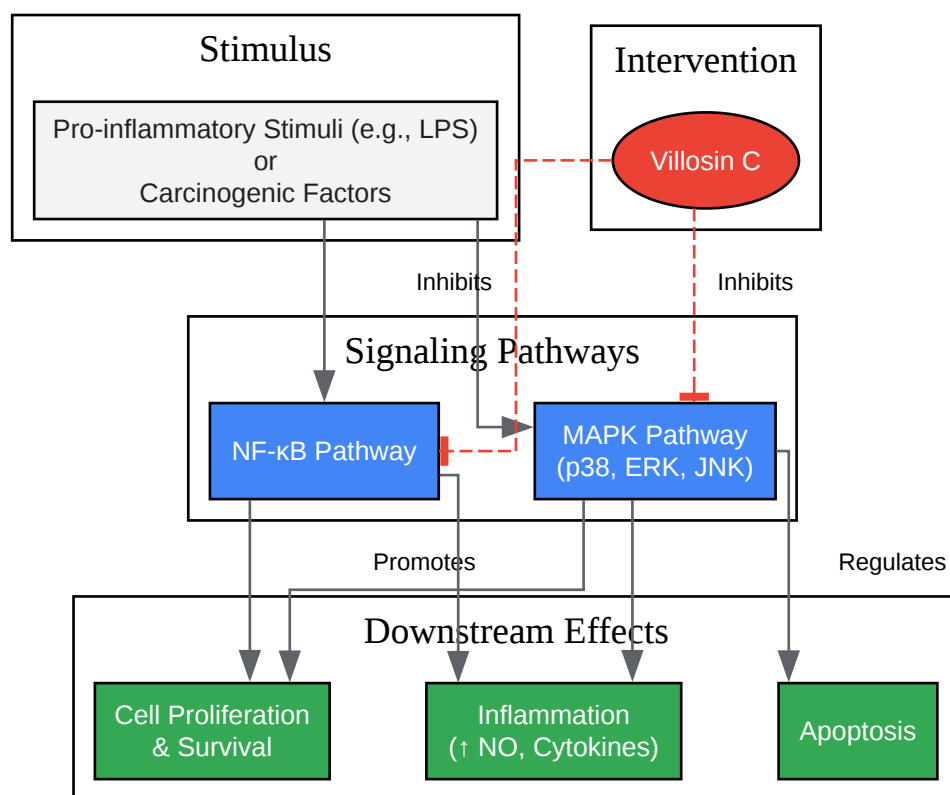 Stimulus
Intervention
Pro-inflammatory Stimuli (e.g., LPS)
or
Carcinogenic Factors
Villosin C
Inhibits
Inhibits
Signaling Pathways
NF-κB Pathway
MAPK Pathway
(p38, ERK, JNK)
Promotes
Regulates
Downstream Effects
Cell Proliferation
& Survival
Inflammation
(↑ NO, Cytokines)
Apoptosis